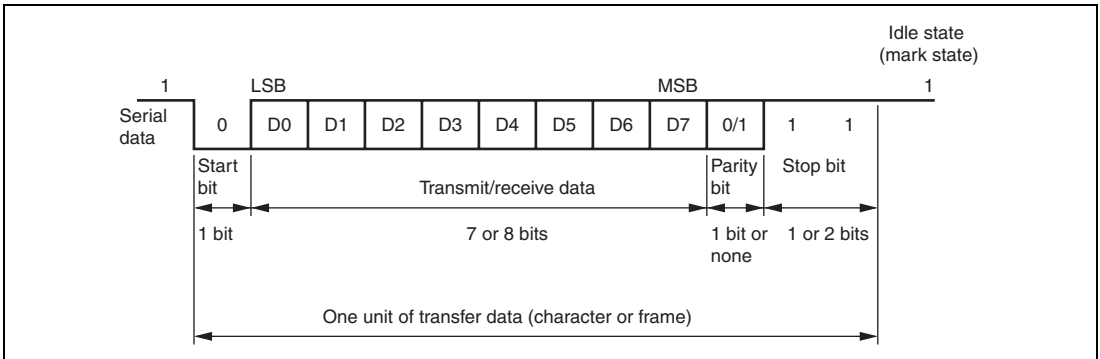 Idle state
(mark state)
1 LSB MSB 1
Serial
data
0 D0 D1 D2 D3 D4 D5 D6 D7 0/1 1 1
Start
bit
Transmit/receive data
Parity
bit
Stop bit
1 bit
7 or 8 bits
1 bit or
none
1 or 2 bits
One unit of transfer data (character or frame)